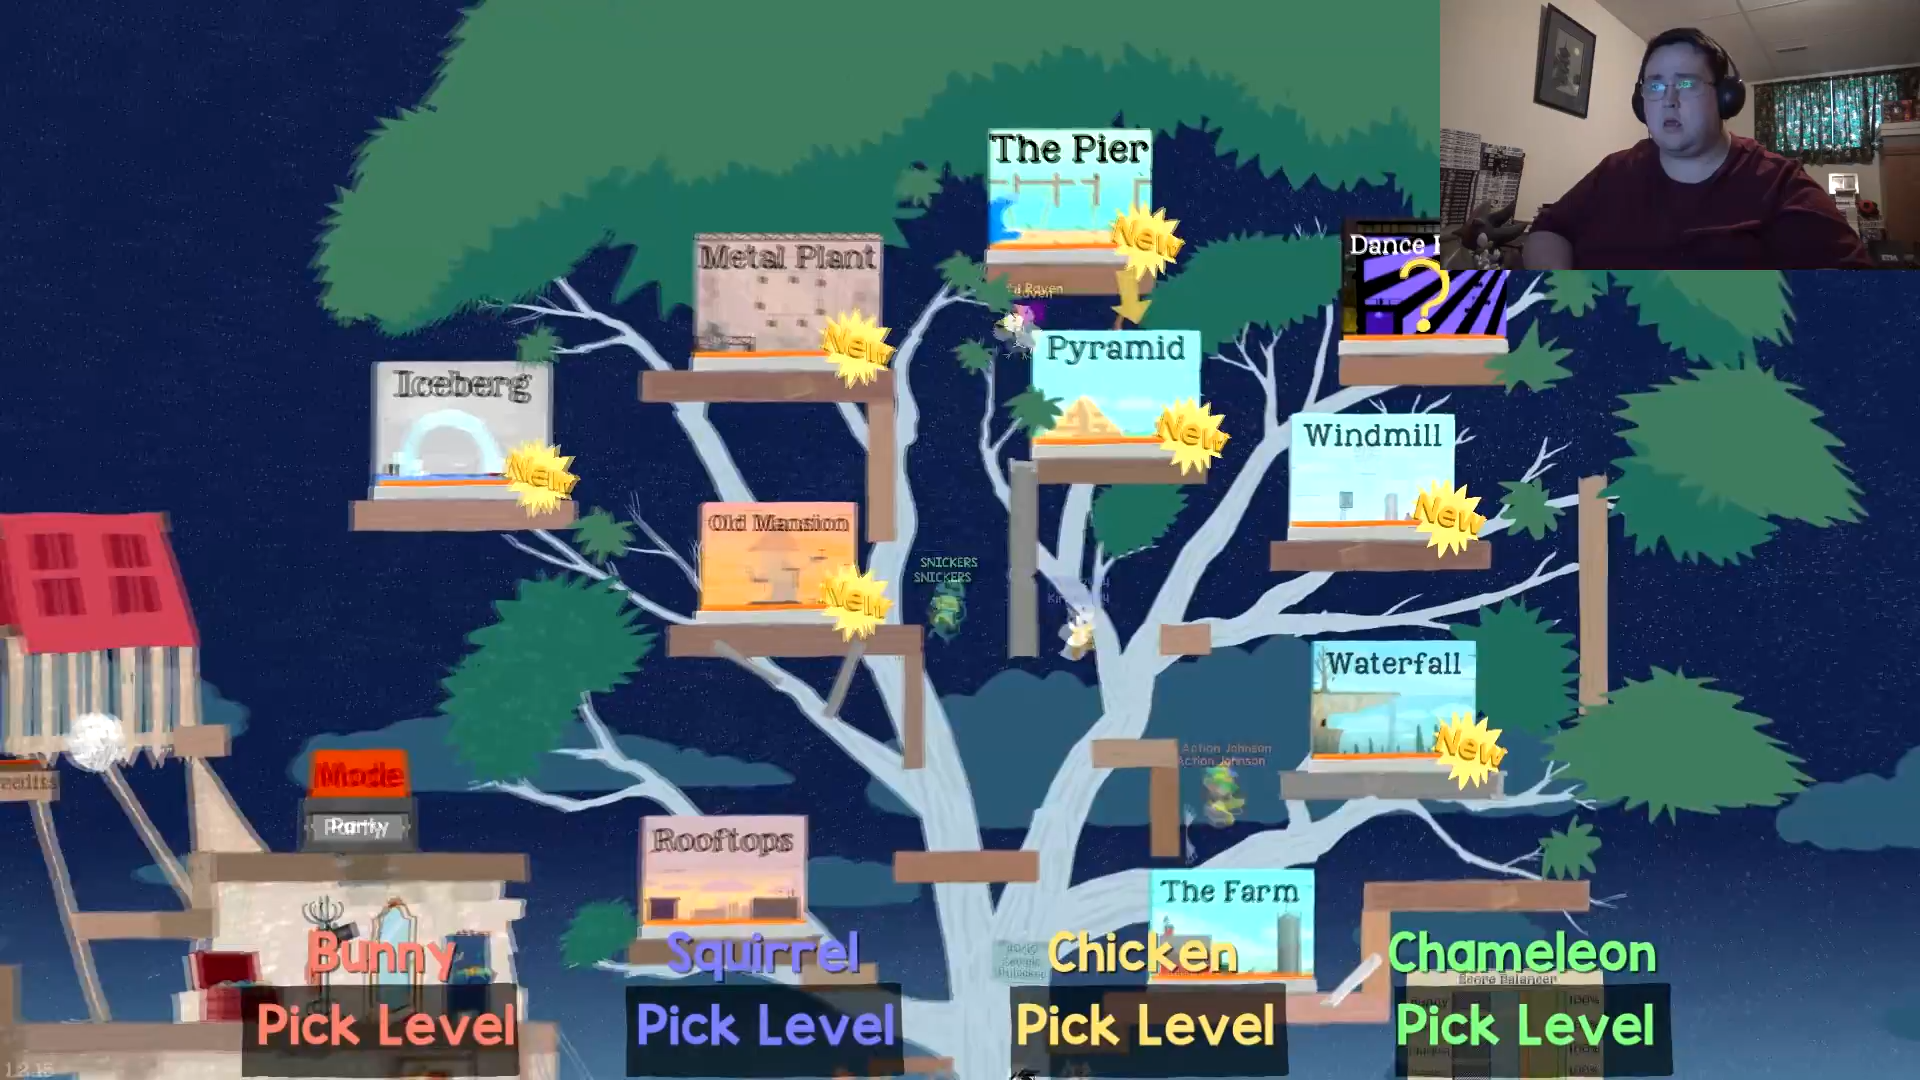 The Pier
New
Dance
Metal Plant
New
Pyramid
New
Iceberg
New
Windmill
New
Old Mansion
New
SNICKERS
SNICKERS
Waterfall
New
Action Johnson
Action Johnson
Mode
Party
Rooftops
The Farm
Bunny
Squirrel
Chicken
Chameleon
Score Balancer
Pick Level
Pick Level
Pick Level
Pick Level